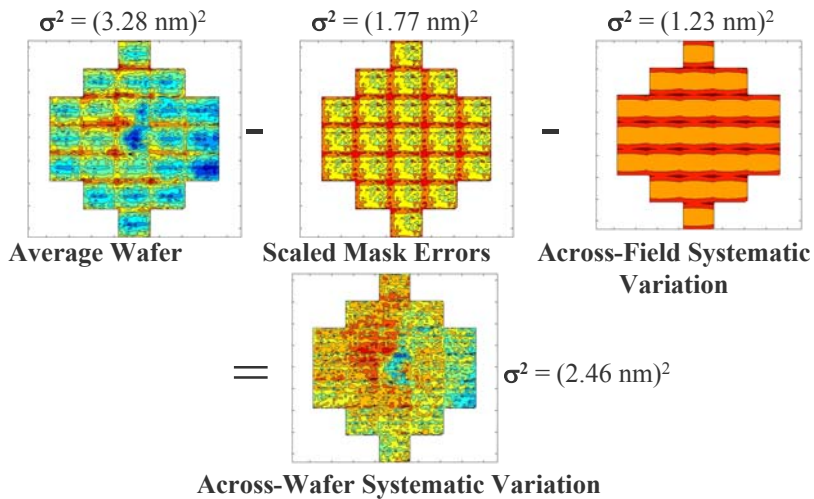 σ² = (3.28 nm)²
σ² = (1.77 nm)²
σ² = (1.23 nm)²
-
-
Average Wafer
Scaled Mask Errors
Across-Field Systematic
Variation
=
σ² = (2.46 nm)²
Across-Wafer Systematic Variation